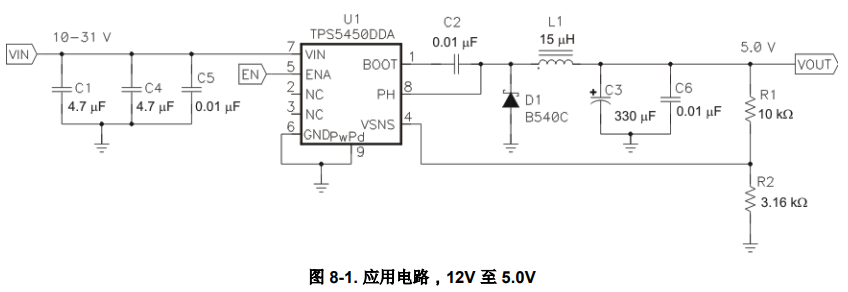 U1
TPS5450DDA
10-31 V
VIN
C1
4.7 µF
C4
4.7 µF
C5
0.01 µF
EN
7 VIN
5 ENA
2 NC
3 NC
6 GND
PwPd
9
BOOT 1
PH 8
VSNS 4
C2
0.01 µF
D1
B540C
L1
15 µH
+
C3
330 µF
C6
0.01 µF
5.0 V
VOUT
R1
10 kΩ
R2
3.16 kΩ
图 8-1. 应用电路，12V 至 5.0V